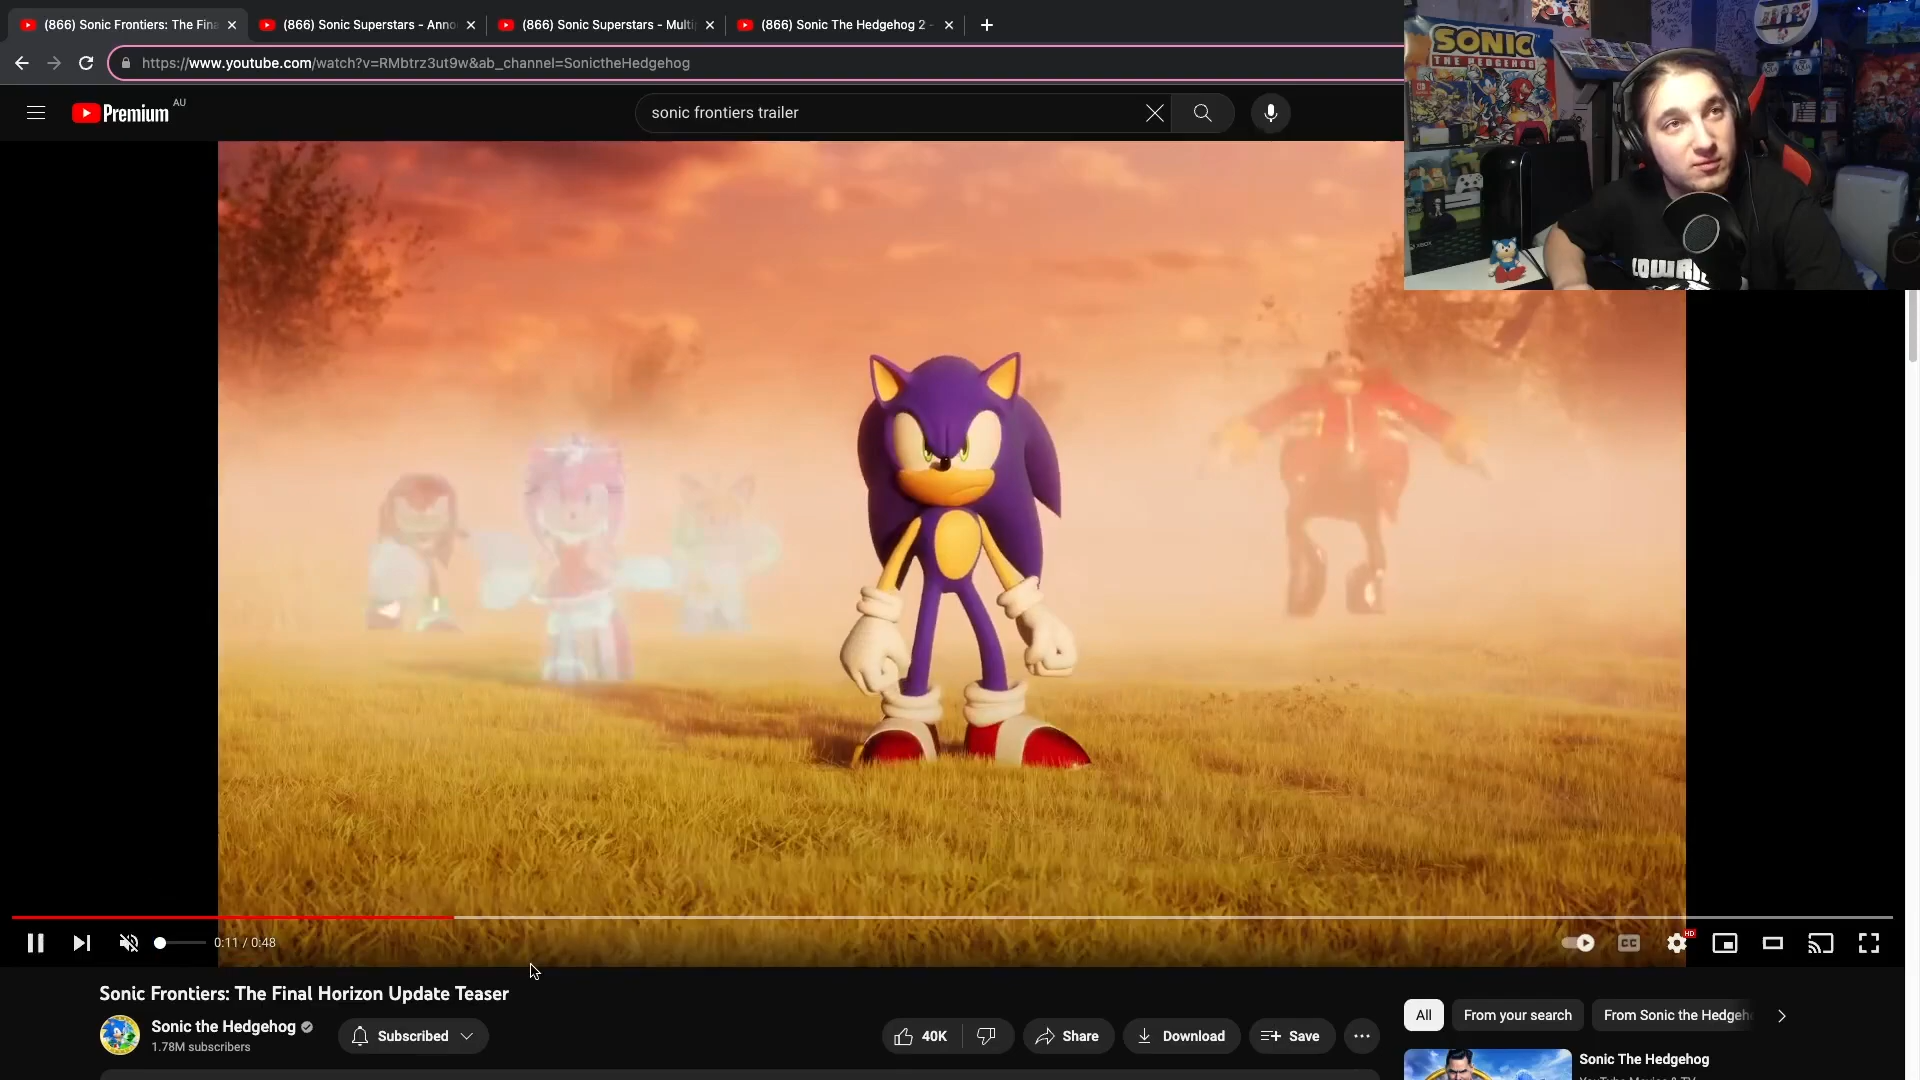 (866) Sonic Frontiers: The Fina
(866) Sonic Superstars - Anno
(866) Sonic Superstars - Multi
(866) Sonic The Hedgehog 2 -
https://www.youtube.com/watch?v=RMbtrz3ut9w&ab_channel=SonictheHedgehog
Premium AU
sonic frontiers trailer
SONIC
THE HEDGEHOG
XBOX
0:11 / 0:48
CC
HD
Sonic Frontiers: The Final Horizon Update Teaser
Sonic the Hedgehog
1.78M subscribers
Subscribed
40K
Share
Download
Save
All
From your search
From Sonic the Hedgeh
Sonic The Hedgehog